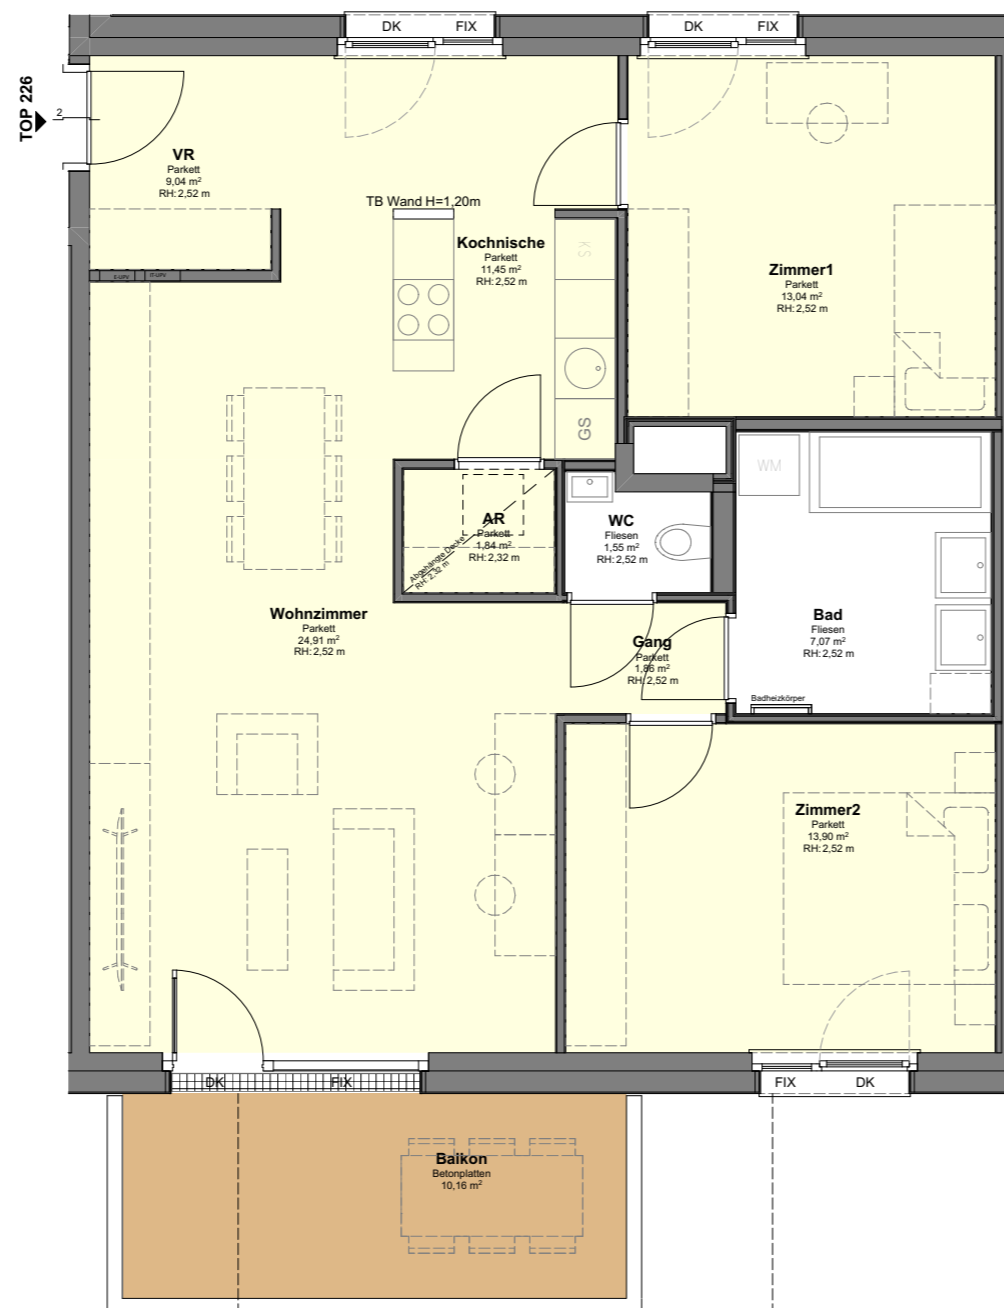 DK FIX
DK FIX
TOP 226
2
VR
Parkett
9,04 m²
RH: 2,52 m
TB Wand H=1,20m
Kochnische
Parkett
11,45 m²
RH: 2,52 m
KS
Zimmer1
Parkett
13,04 m²
RH: 2,52 m
E-UPV IT-UPV
GS
WM
AR
Parkett
1,84 m²
RH: 2,32 m
Abgehängte Decke
RH: 2,32 m
WC
Fliesen
1,55 m²
RH: 2,52 m
Wohnzimmer
Parkett
24,91 m²
RH: 2,52 m
Bad
Fliesen
7,07 m²
RH: 2,52 m
Gang
Parkett
1,86 m²
RH: 2,52 m
Badheizkörper
Zimmer2
Parkett
13,90 m²
RH: 2,52 m
DK FIX
FIX DK
Balkon
Betonplatten
10,16 m²